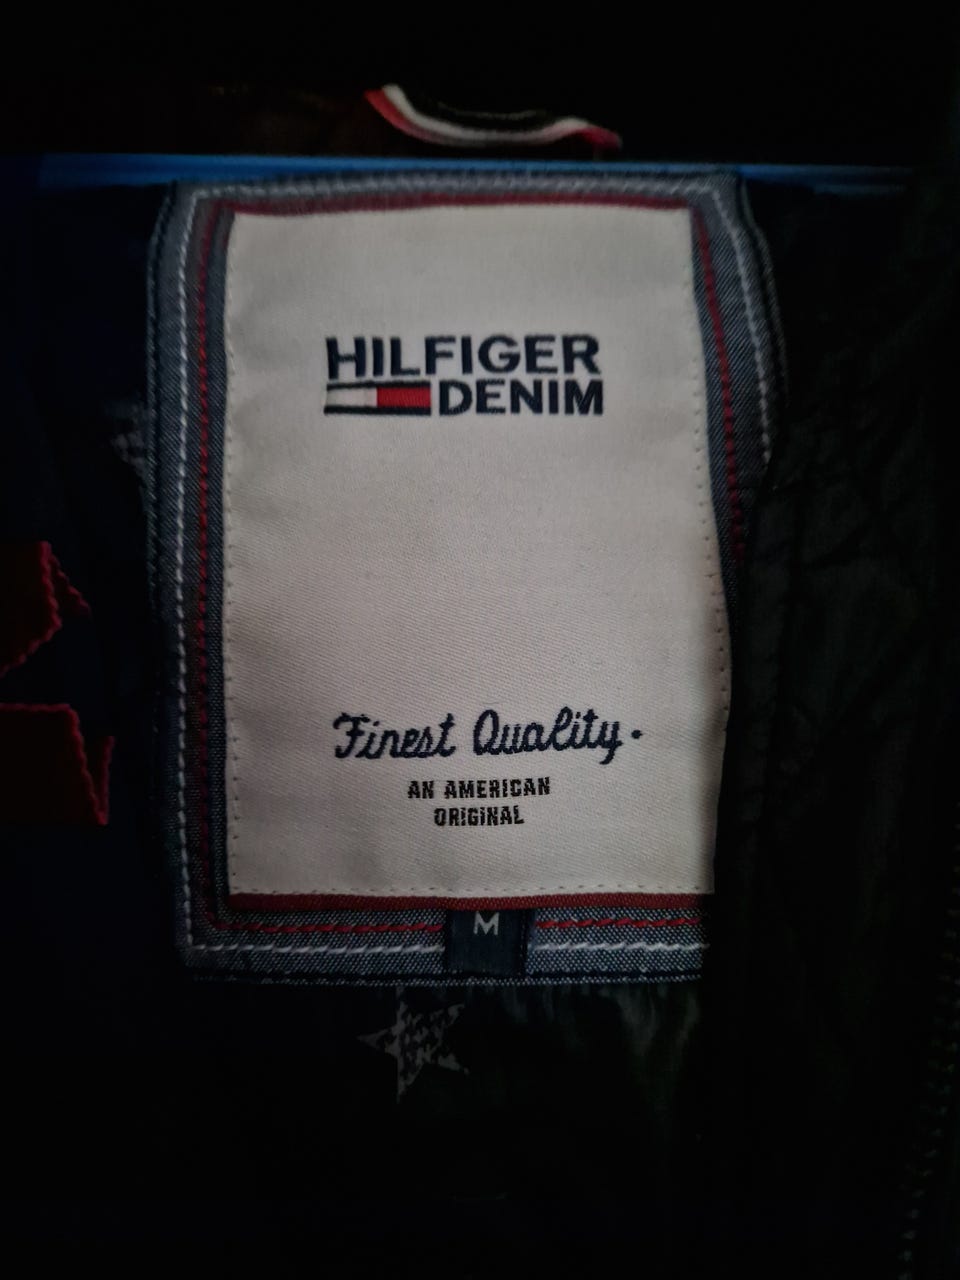 HILFIGER
DENIM
Finest Quality.
AN AMERICAN
ORIGINAL
M